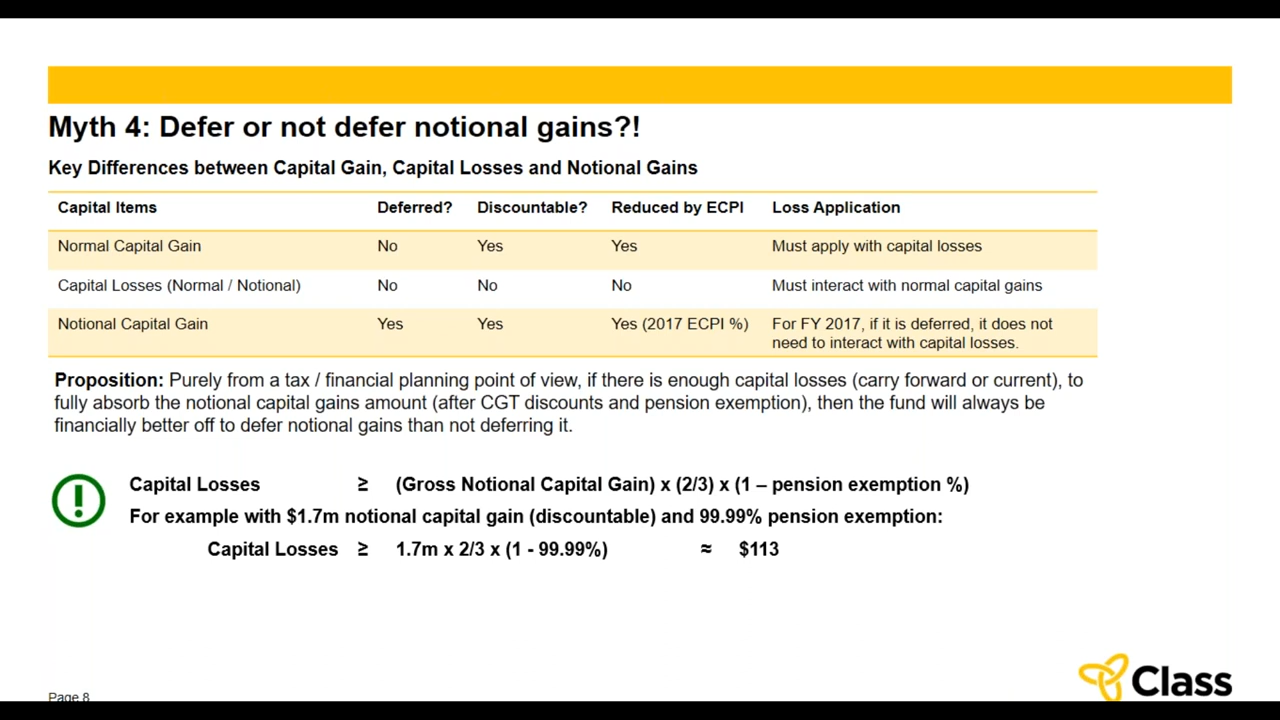 Myth 4: Defer or not defer notional gains?!
Key Differences between Capital Gain, Capital Losses and Notional Gains
Capital Items Deferred? Discountable? Reduced by ECPI Loss Application
Normal Capital Gain No Yes Yes Must apply with capital losses
Capital Losses (Normal / Notional) No No No Must interact with normal capital gains
Notional Capital Gain Yes Yes Yes (2017 ECPI %) For FY 2017, if it is deferred, it does not
need to interact with capital losses.
Proposition: Purely from a tax / financial planning point of view, if there is enough capital losses (carry forward or current), to
fully absorb the notional capital gains amount (after CGT discounts and pension exemption), then the fund will always be
financially better off to defer notional gains than not deferring it.
Capital Losses ≥ (Gross Notional Capital Gain) x (2/3) x (1 – pension exemption %)
For example with $1.7m notional capital gain (discountable) and 99.99% pension exemption:
Capital Losses ≥ 1.7m x 2/3 x (1 - 99.99%) ≈ $113
Class
Page 8